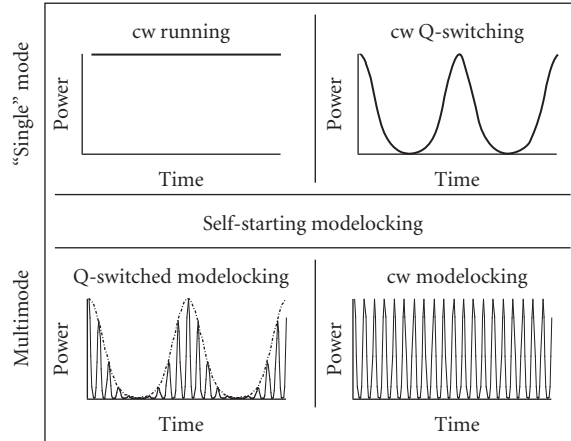 "Single" mode
cw running
Power
Time
cw Q-switching
Power
Time
Self-starting modelocking
Multimode
Q-switched modelocking
Power
Time
cw modelocking
Power
Time